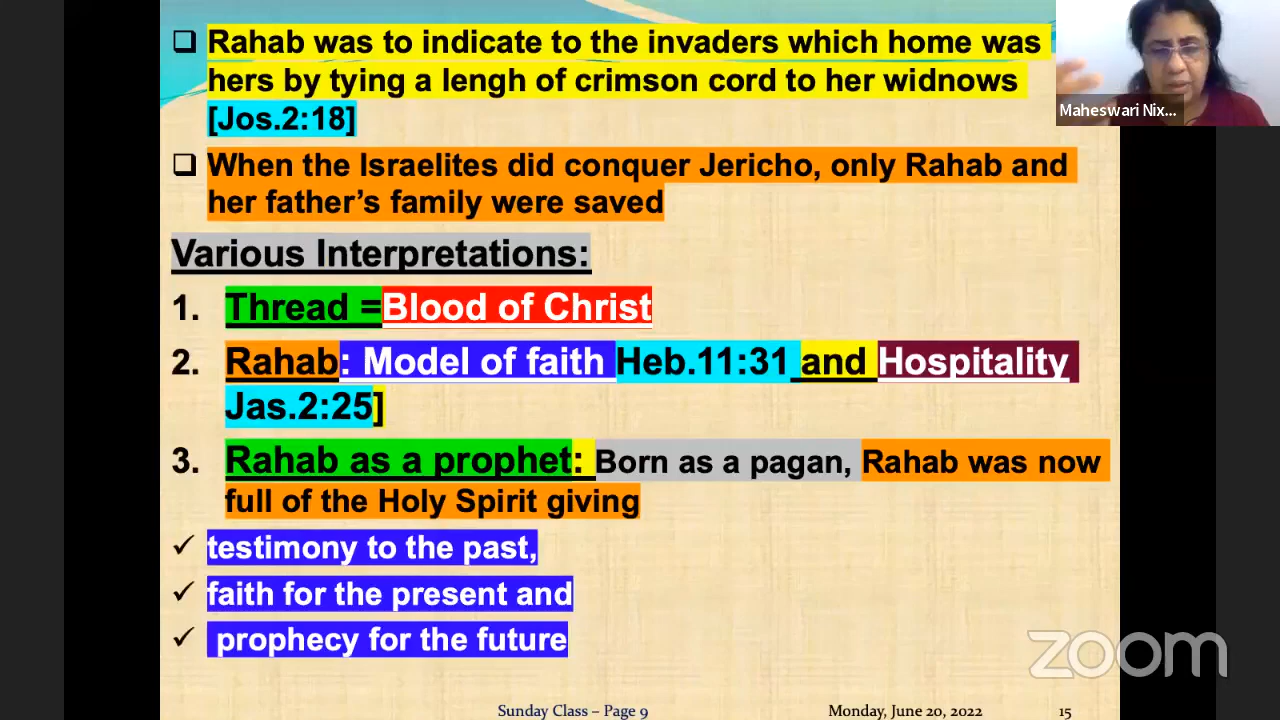 Rahab was to indicate to the invaders which home was
hers by tying a lengh of crimson cord to her widnows
[Jos.2:18]
Maheswari Nix...
When the Israelites did conquer Jericho, only Rahab and
her father's family were saved
Various Interpretations:
1. Thread =Blood of Christ
2. Rahab: Model of faith Heb.11:31 and Hospitality
Jas.2:25]
3. Rahab as a prophet: Born as a pagan, Rahab was now
full of the Holy Spirit giving
✓ testimony to the past,
✓ faith for the present and
✓ prophecy for the future
zoom
Sunday Class – Page 9 Monday, June 20, 2022 15